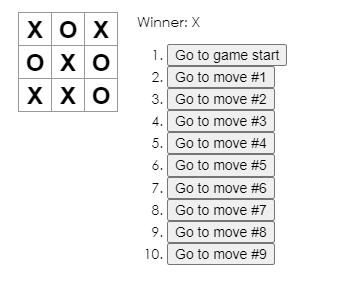 X O X
O X O
X X O
Winner: X
1. Go to game start
2. Go to move #1
3. Go to move #2
4. Go to move #3
5. Go to move #4
6. Go to move #5
7. Go to move #6
8. Go to move #7
9. Go to move #8
10. Go to move #9